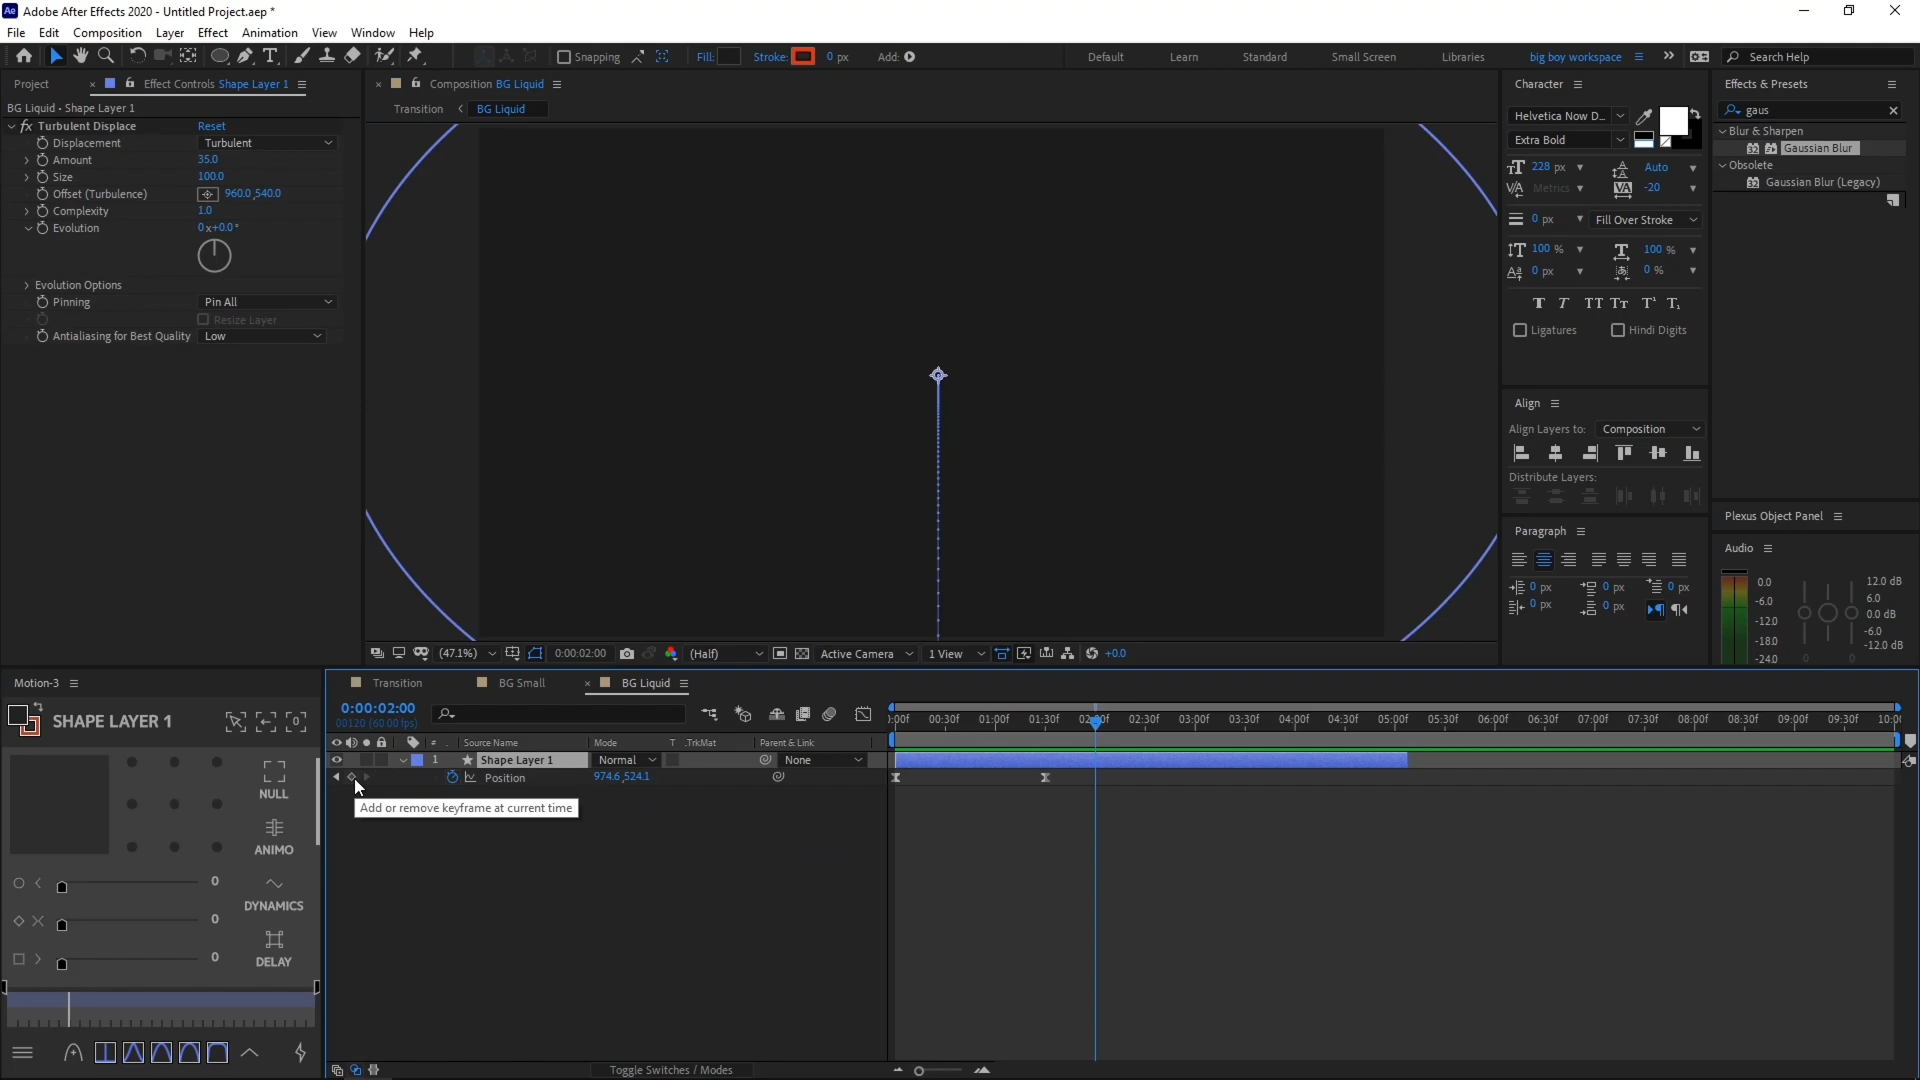 Ae Adobe After Effects 2020 - Untitled Project.aep *
File Edit Composition Layer Effect Animation View Window Help
Snapping Fill: Stroke: 0 px Add:
Default Learn Standard Small Screen Libraries big boy workspace
Search Help
Project
Effect Controls Shape Layer 1
BG Liquid • Shape Layer 1
fx Turbulent Displace Reset
Displacement Turbulent
Amount 35.0
Size 100.0
Offset (Turbulence) 960.0,540.0
Complexity 1.0
Evolution 0x+0.0°
Evolution Options
Pinning Pin All
Resize Layer
Antialiasing for Best Quality Low
Composition BG Liquid
Transition BG Liquid
(47.1%) 0:00:02:00 (Half) Active Camera 1 View +0.0
Character
Helvetica Now D...
Extra Bold
228 px Auto
Metrics -20
0 px Fill Over Stroke
100 % 100 %
0 px 0 %
Ligatures Hindi Digits
Align
Align Layers to: Composition
Distribute Layers:
Paragraph
0 px 0 px 0 px
0 px 0 px
Effects & Presets
gaus
Blur & Sharpen
Gaussian Blur
Obsolete
Gaussian Blur (Legacy)
Plexus Object Panel
Audio
0.0 12.0 dB
-6.0 6.0
-12.0 0.0 dB
-18.0 -6.0
-24.0 -12.0 dB
0 0
Motion-3
SHAPE LAYER 1
NULL
ANIMO
0
DYNAMICS
0
DELAY
0
Transition BG Small BG Liquid
0:00:02:00
00120 (60.00 fps)
# Source Name Mode T .TrkMat Parent & Link
1 Shape Layer 1 Normal None
Position 974.6,524.1
Add or remove keyframe at current time
):00f 00:30f 01:00f 01:30f 02:00f 02:30f 03:00f 03:30f 04:00f 04:30f 05:00f 05:30f 06:00f 06:30f 07:00f 07:30f 08:00f 08:30f 09:00f 09:30f 10:0
Toggle Switches / Modes